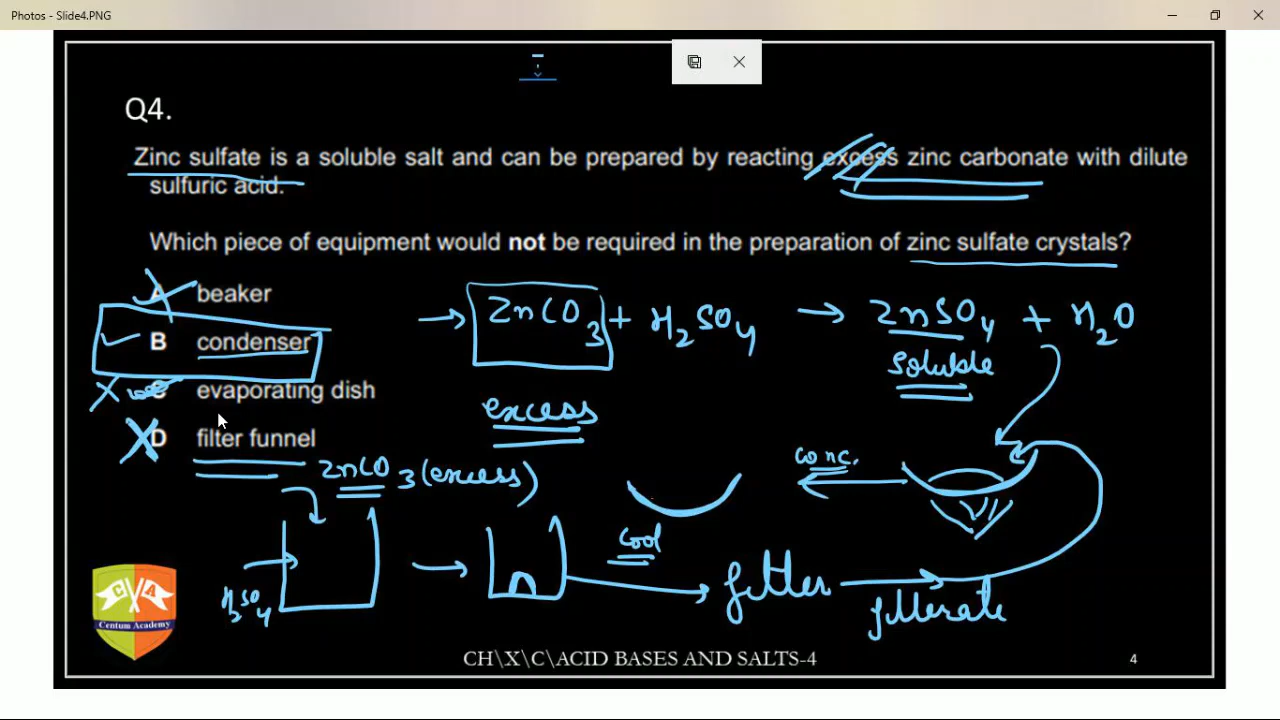 Photos - Slide4.PNG
Q4.
Zinc sulfate is a soluble salt and can be prepared by reacting excess zinc carbonate with dilute
sulfuric acid.
Which piece of equipment would not be required in the preparation of zinc sulfate crystals?
A beaker
B condenser
C evaporating dish
D filter funnel
→ ZnCO3 + H2SO4 → ZnSO4 + H2O
excess
soluble
ZnCO3 (excess)
H2SO4
cool
filter
filterate
conc.
Centum Academy
CH\X\C\ACID BASES AND SALTS-4
4